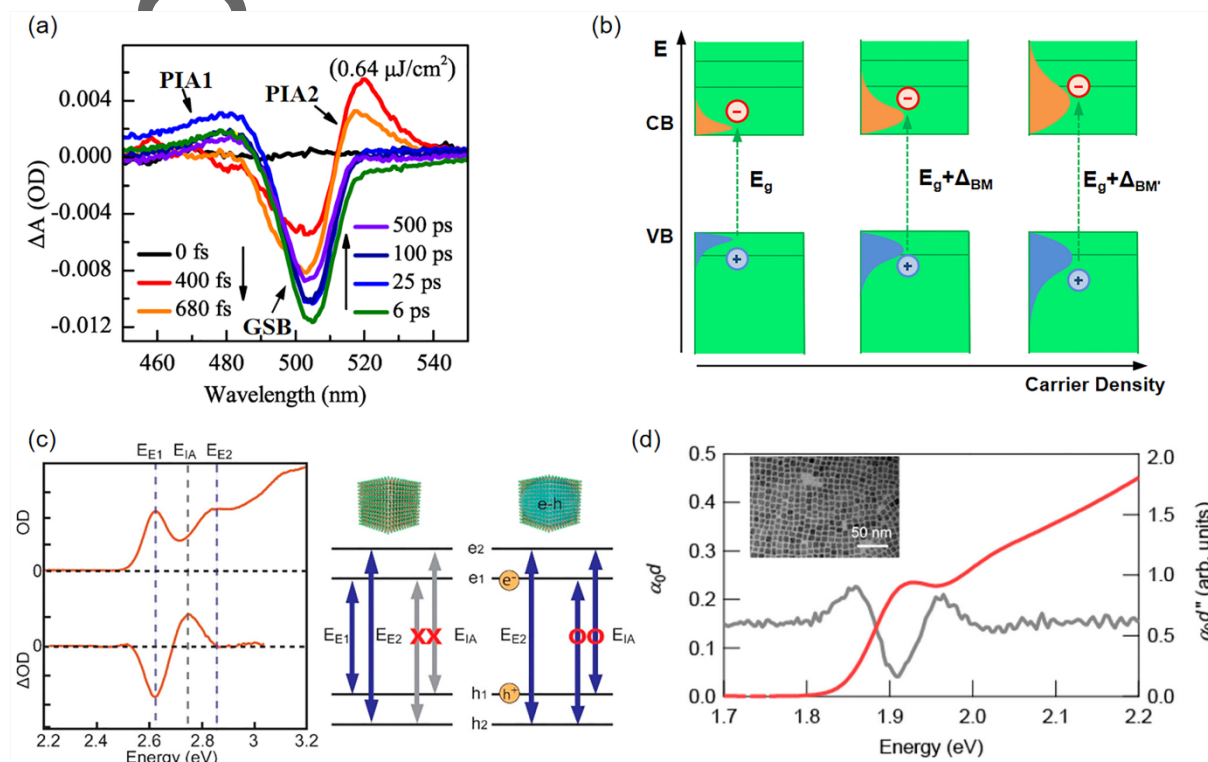 (a)
(0.64 μJ/cm²)
PIA1
PIA2
GSB
0.004
0.000
-0.004
-0.008
-0.012
ΔA (OD)
0 fs
400 fs
680 fs
500 ps
100 ps
25 ps
6 ps
460 480 500 520 540
Wavelength (nm)
(b)
E
CB
VB
Eg
Eg+ΔBM
Eg+ΔBM'
Carrier Density
(c)
EE1 EIA EE2
OD
0
0
ΔOD
2.2 2.4 2.6 2.8 3 3.2
Energy (eV)
e-h
e2
e1
e⁻
EE1 EE2 XX EIA
EE2 EIA
h1
h⁺
h2
(d)
0.5
0.4
0.3
0.2
0.1
0.0
α0d
50 nm
2.0
1.5
1.0
0.5
0.0
α0d" (arb. units)
1.7 1.8 1.9 2.0 2.1 2.2
Energy (eV)